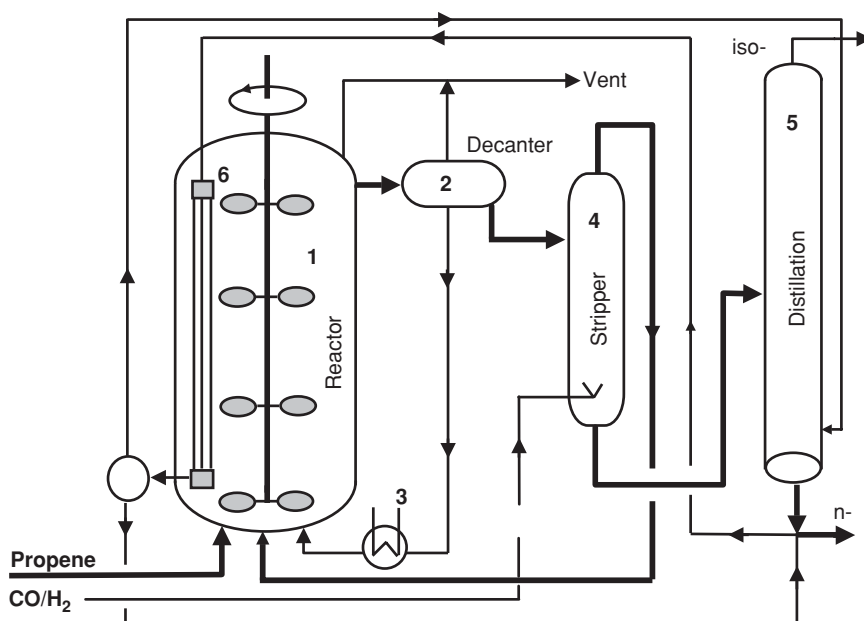 iso-
Vent
5
Decanter
6
2
4
1
Distillation
Stripper
Reactor
3
n-
Propene
CO/H₂